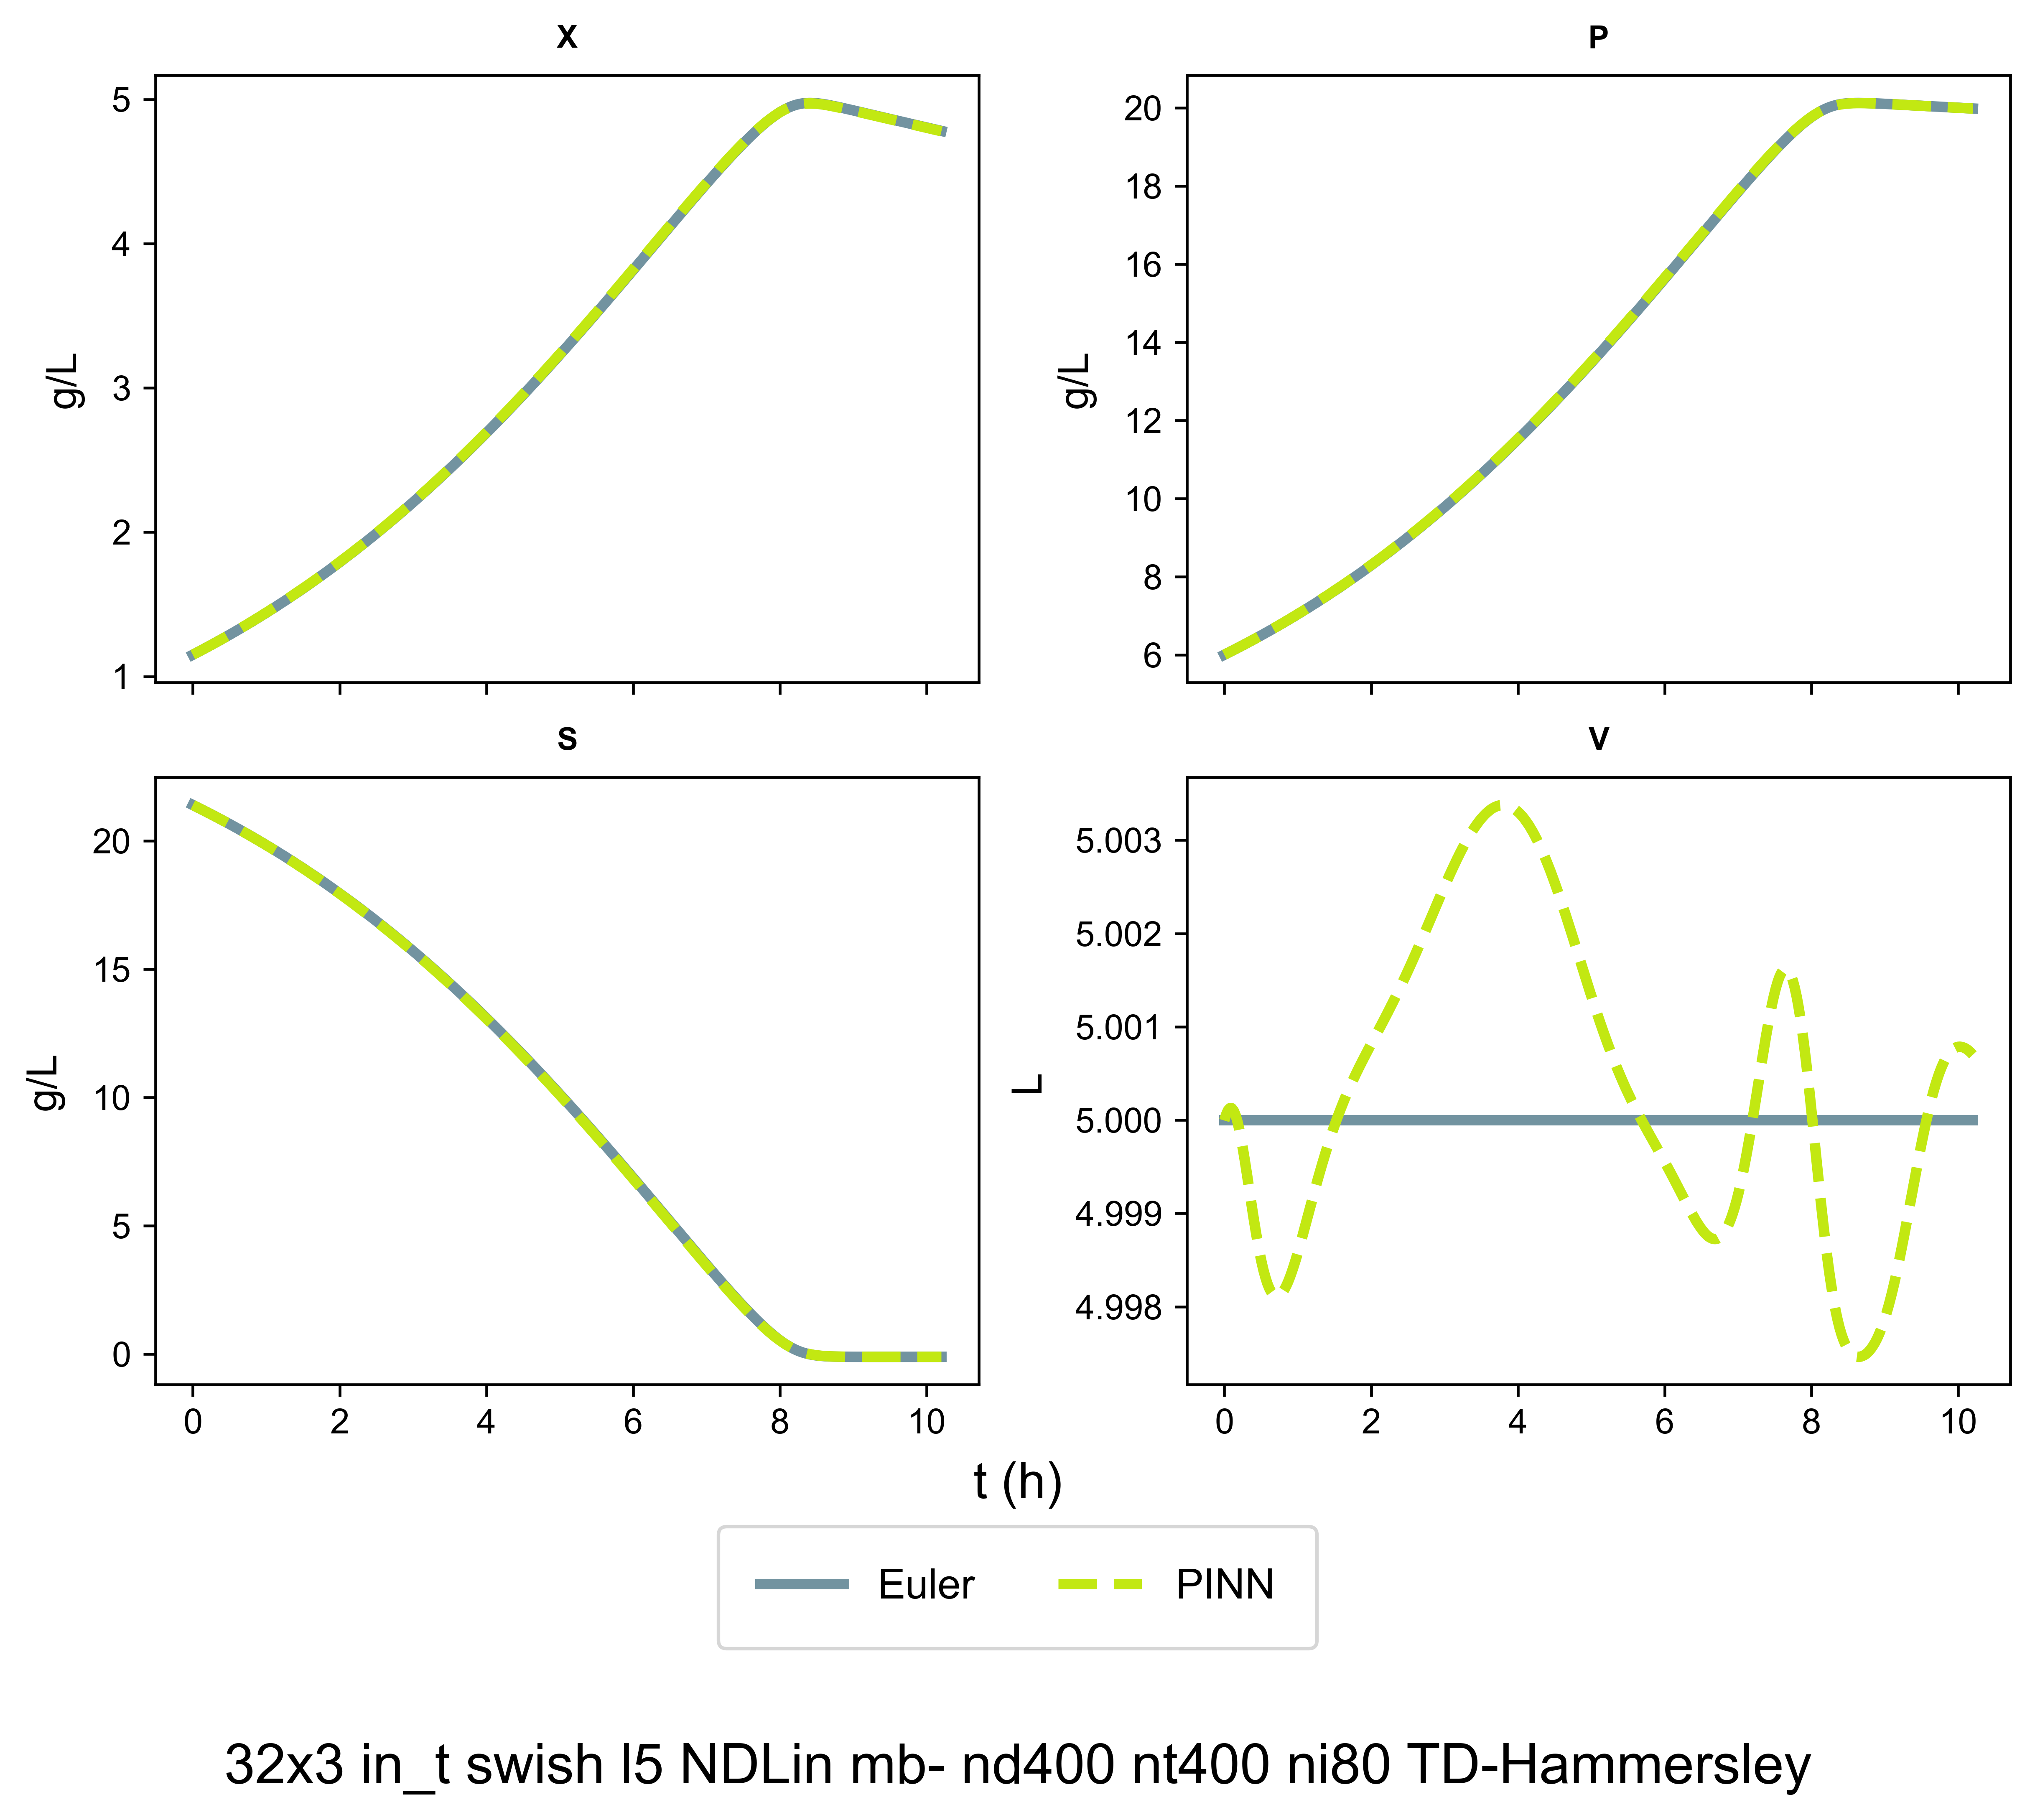 X
5
4
3
2
1
g/L
P
20
18
16
14
12
10
8
6
g/L
S
20
15
10
5
0
g/L
0 2 4 6 8 10
V
5.003
5.002
5.001
5.000
4.999
4.998
L
0 2 4 6 8 10
t (h)
Euler PINN
32x3 in_t swish l5 NDLin mb- nd400 nt400 ni80 TD-Hammersley